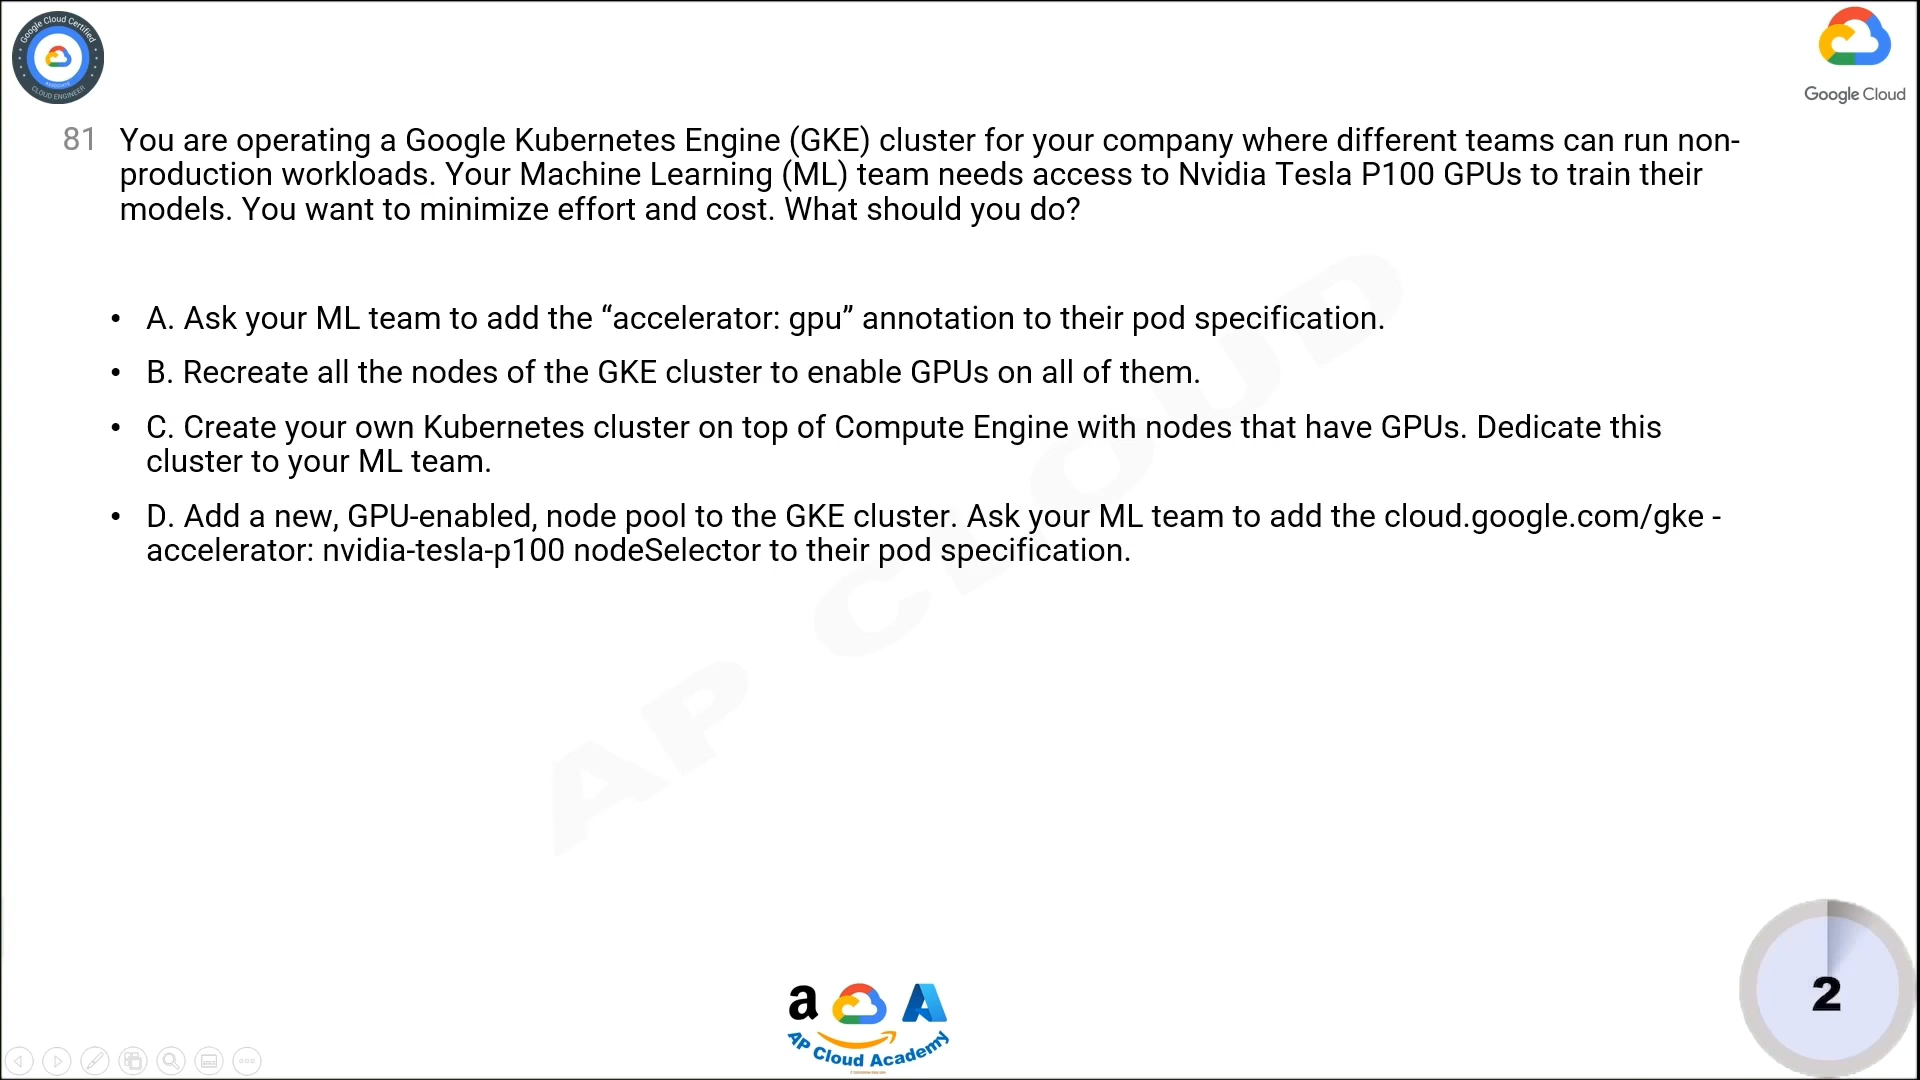 Google Cloud Certified
ASSOCIATE
CLOUD ENGINEER
Google Cloud
81 You are operating a Google Kubernetes Engine (GKE) cluster for your company where different teams can run non-
production workloads. Your Machine Learning (ML) team needs access to Nvidia Tesla P100 GPUs to train their
models. You want to minimize effort and cost. What should you do?
• A. Ask your ML team to add the “accelerator: gpu” annotation to their pod specification.
• B. Recreate all the nodes of the GKE cluster to enable GPUs on all of them.
• C. Create your own Kubernetes cluster on top of Compute Engine with nodes that have GPUs. Dedicate this
cluster to your ML team.
• D. Add a new, GPU-enabled, node pool to the GKE cluster. Ask your ML team to add the cloud.google.com/gke -
accelerator: nvidia-tesla-p100 nodeSelector to their pod specification.
AP CLOUD
2
a
AP Cloud Academy